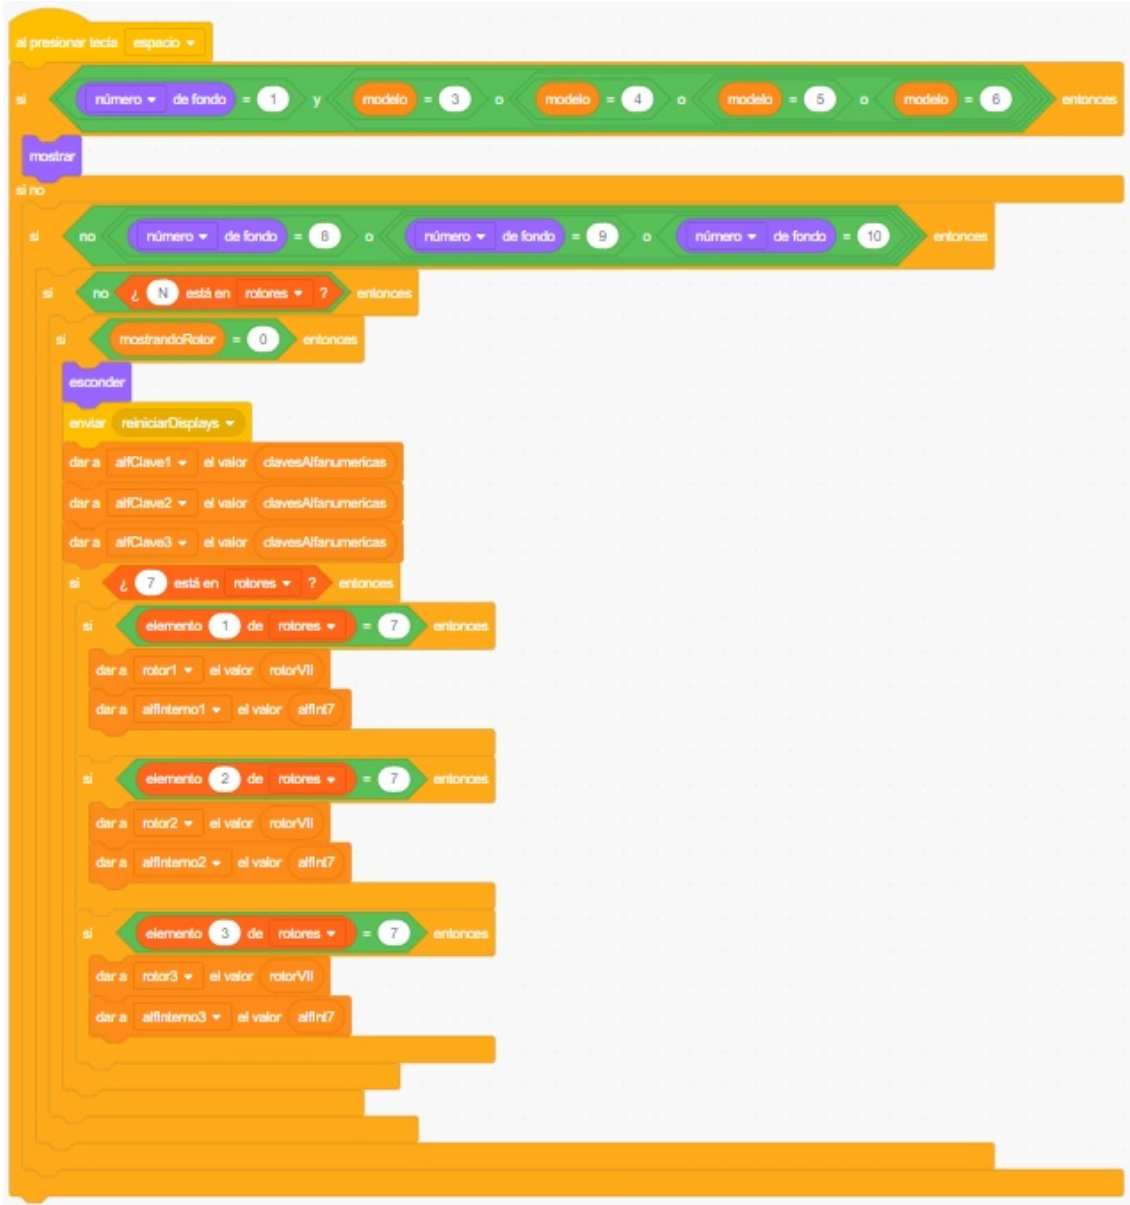 al presionar tecla espacio
si número de fondo = 1 y modelo = 3 o modelo = 4 o modelo = 5 o modelo = 6 entonces
mostrar
si no
si no número de fondo = 8 o número de fondo = 9 o número de fondo = 10 entonces
si no ¿ N está en rotores ? entonces
si mostrandoRotor = 0 entonces
esconder
enviar reiniciarDisplays
dar a alfClave1 el valor clavesAlfanumericas
dar a alfClave2 el valor clavesAlfanumericas
dar a alfClave3 el valor clavesAlfanumericas
si ¿ 7 está en rotores ? entonces
si elemento 1 de rotores = 7 entonces
dar a rotor1 el valor rotorVII
dar a alfInterno1 el valor alfInt7
si elemento 2 de rotores = 7 entonces
dar a rotor2 el valor rotorVII
dar a alfInterno2 el valor alfInt7
si elemento 3 de rotores = 7 entonces
dar a rotor3 el valor rotorVII
dar a alfInterno3 el valor alfInt7